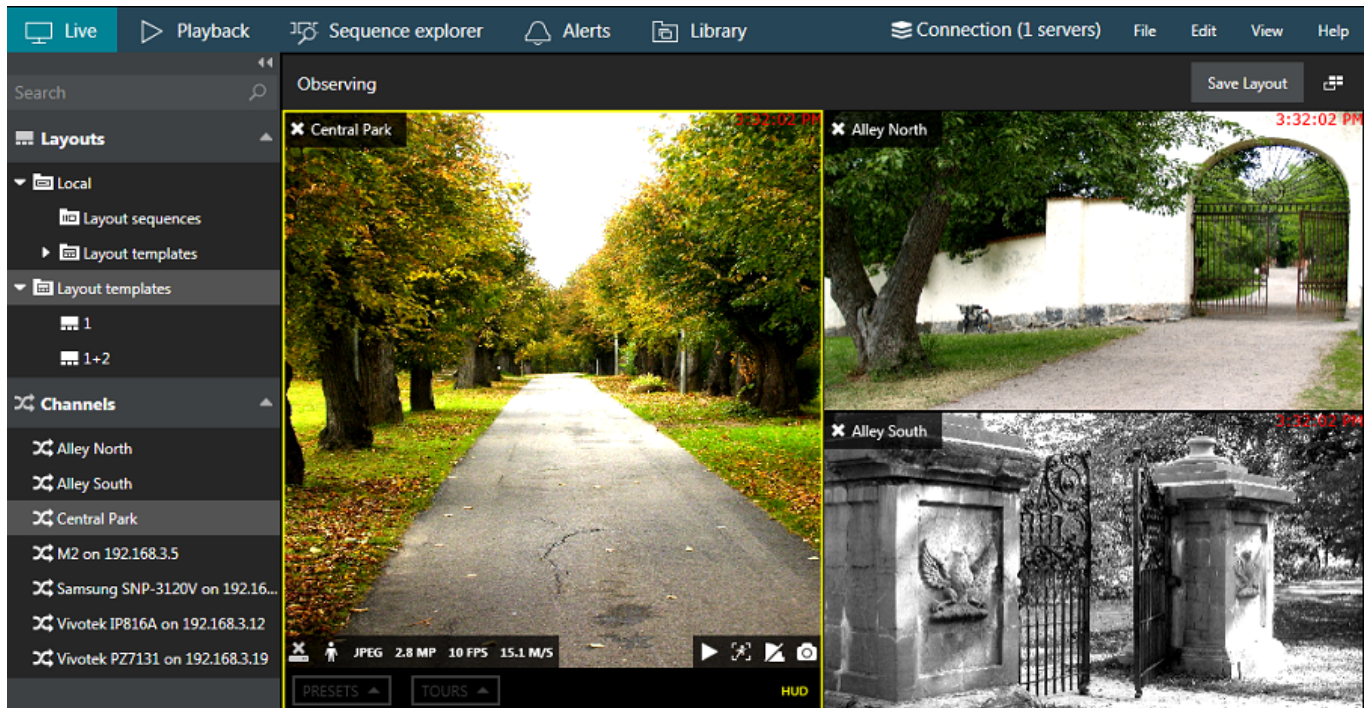 Live Playback Sequence explorer Alerts Library Connection (1 servers) File Edit View Help
Search
Observing
Save Layout
Layouts
Local
Layout sequences
Layout templates
Layout templates
1
1+2
Channels
Alley North
Alley South
Central Park
M2 on 192.168.3.5
Samsung SNP-3120V on 192.16...
Vivotek IP816A on 192.168.3.12
Vivotek PZ7131 on 192.168.3.19
Central Park
3:32:02 PM
JPEG 2.8 MP 10 FPS 15.1 M/S
PRESETS TOURS HUD
Alley North
3:32:02 PM
Alley South
3:32:02 PM